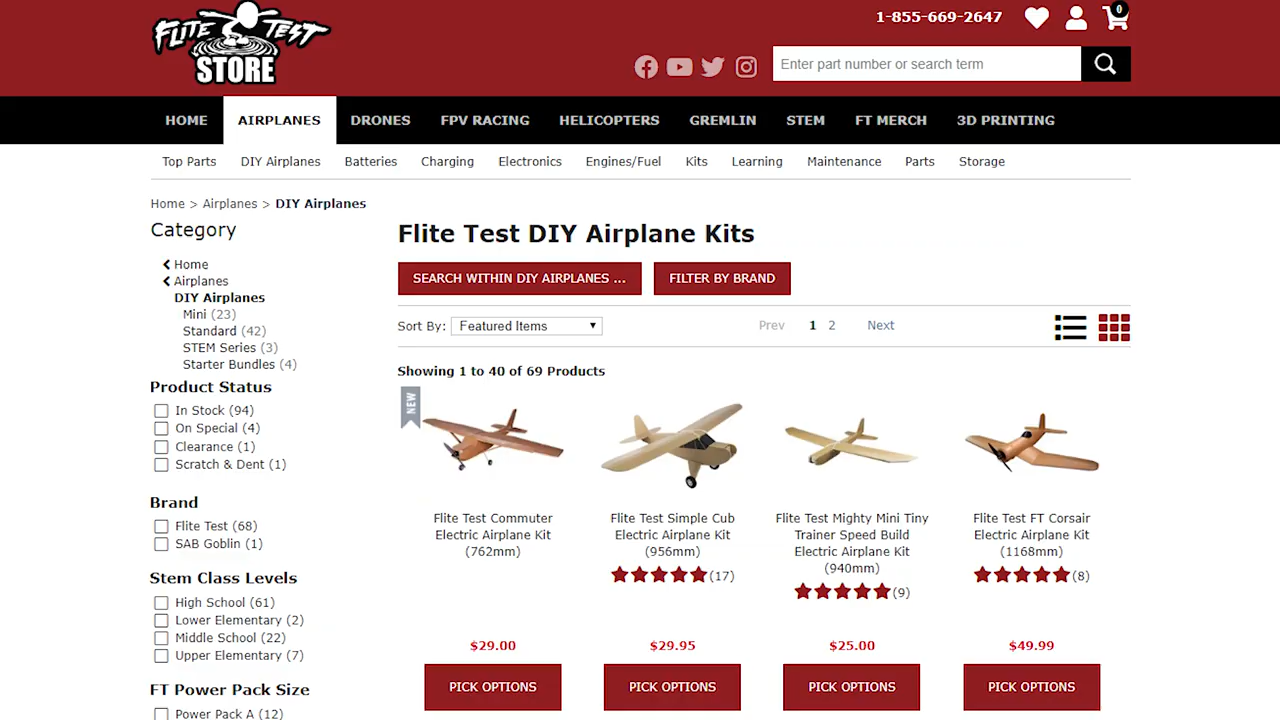 FLITE TEST
STORE
1-855-669-2647
0
Enter part number or search term
HOME AIRPLANES DRONES FPV RACING HELICOPTERS GREMLIN STEM FT MERCH 3D PRINTING
Top Parts DIY Airplanes Batteries Charging Electronics Engines/Fuel Kits Learning Maintenance Parts Storage
Home > Airplanes > DIY Airplanes
Category
Home
Airplanes
DIY Airplanes
Mini (23)
Standard (42)
STEM Series (3)
Starter Bundles (4)
Product Status
In Stock (94)
On Special (4)
Clearance (1)
Scratch & Dent (1)
Brand
Flite Test (68)
SAB Goblin (1)
Stem Class Levels
High School (61)
Lower Elementary (2)
Middle School (22)
Upper Elementary (7)
FT Power Pack Size
Power Pack A (12)
Flite Test DIY Airplane Kits
SEARCH WITHIN DIY AIRPLANES ... FILTER BY BRAND
Sort By: Featured Items Prev 1 2 Next
Showing 1 to 40 of 69 Products
NEW
Flite Test Commuter
Electric Airplane Kit
(762mm)
$29.00
PICK OPTIONS
Flite Test Simple Cub
Electric Airplane Kit
(956mm)
(17)
$29.95
PICK OPTIONS
Flite Test Mighty Mini Tiny
Trainer Speed Build
Electric Airplane Kit
(940mm)
(9)
$25.00
PICK OPTIONS
Flite Test FT Corsair
Electric Airplane Kit
(1168mm)
(8)
$49.99
PICK OPTIONS